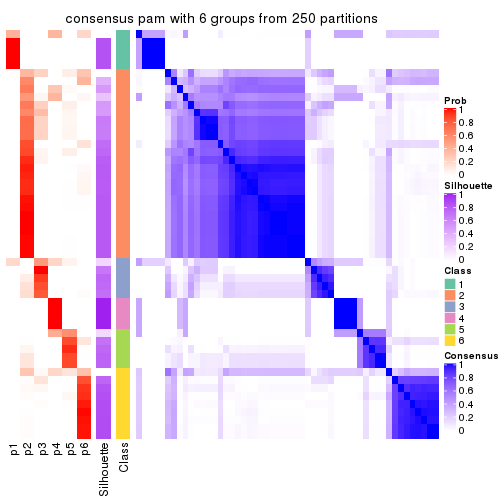 consensus pam with 6 groups from 250 partitions
Prob
1
0.8
0.6
0.4
0.2
0
Silhouette
1
0.8
0.6
0.4
0.2
0
Class
1
2
3
4
5
6
Consensus
1
0.8
0.6
0.4
0.2
0
p1
p2
p3
p4
p5
p6
Silhouette
Class